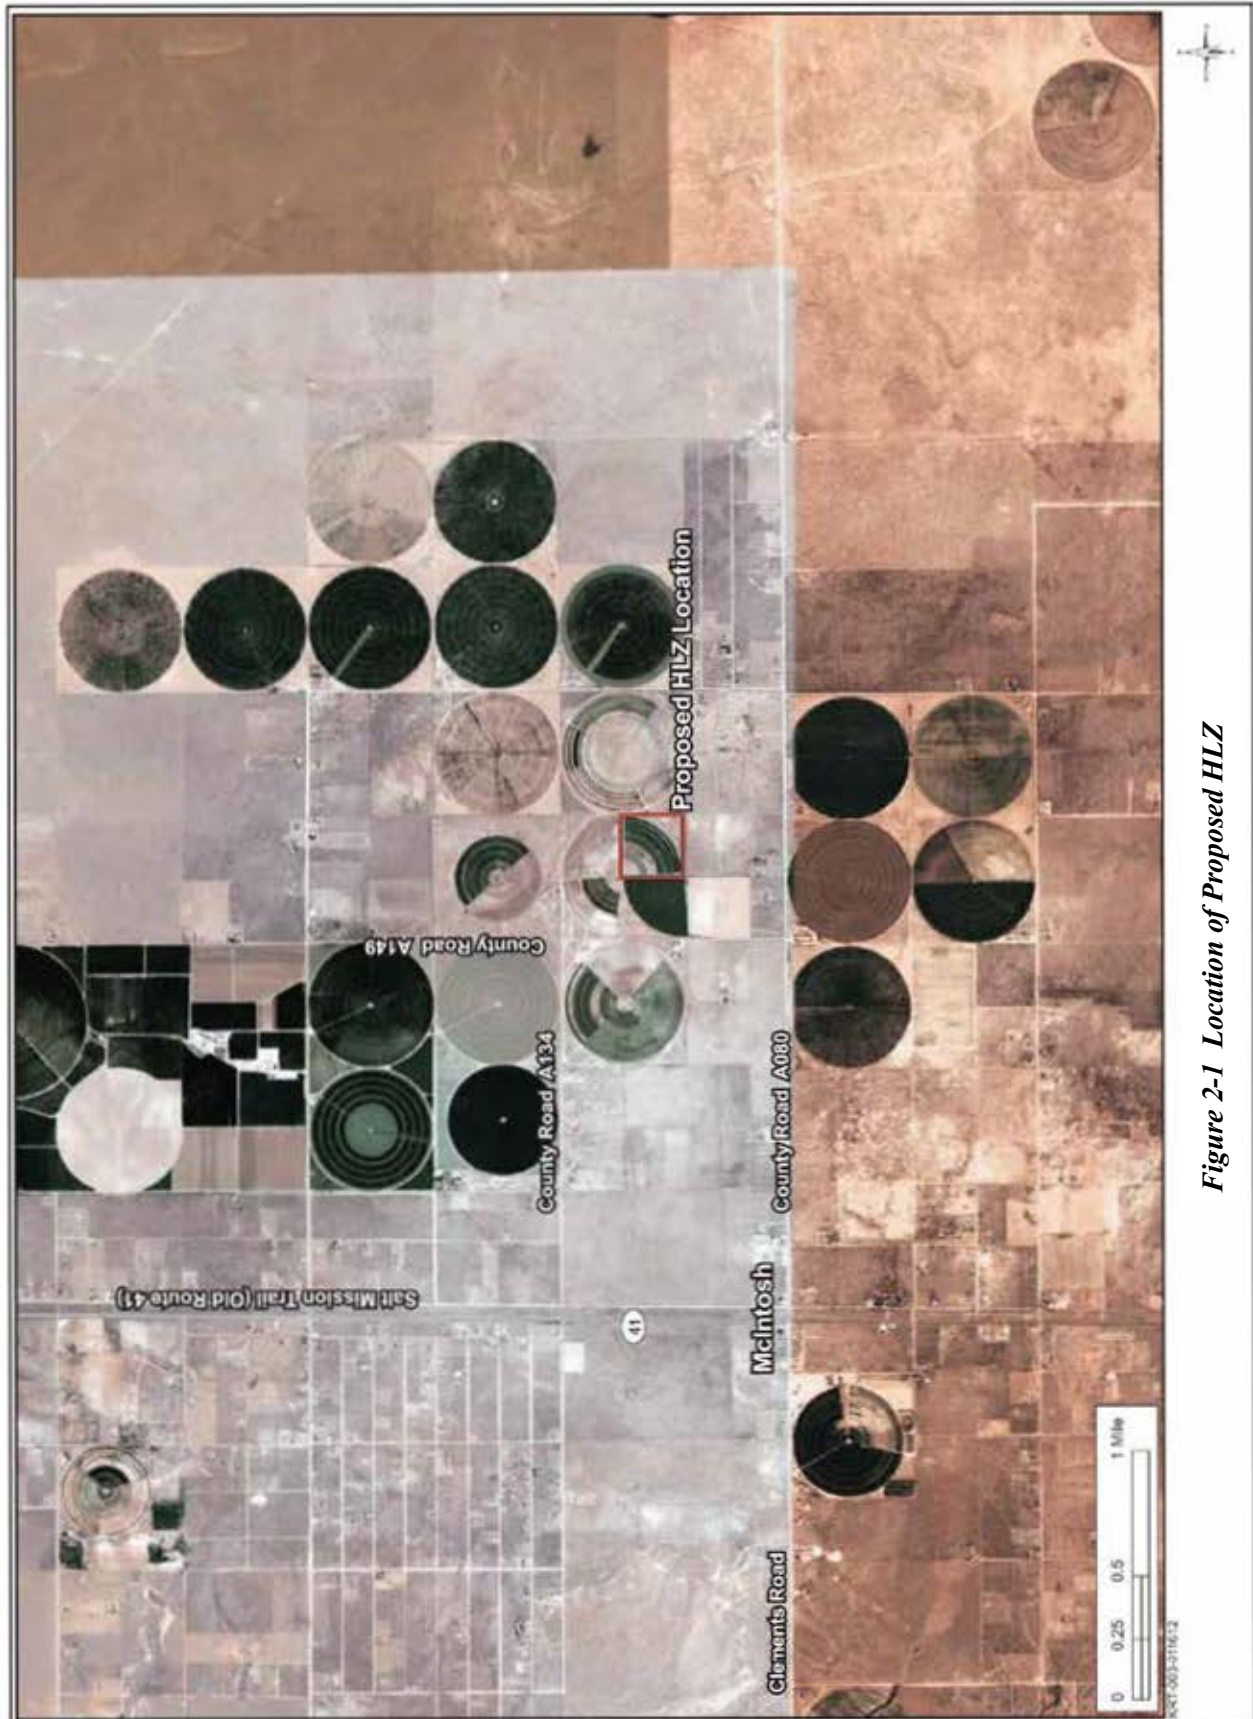 Salt Mission Trail (Old Route 41)
County Road A149
County Road A134
41
Proposed HLZ Location
McIntosh
County Road A080
Clements Road
0 0.25 0.5 1 Mile
Figure 2-1 Location of Proposed HLZ